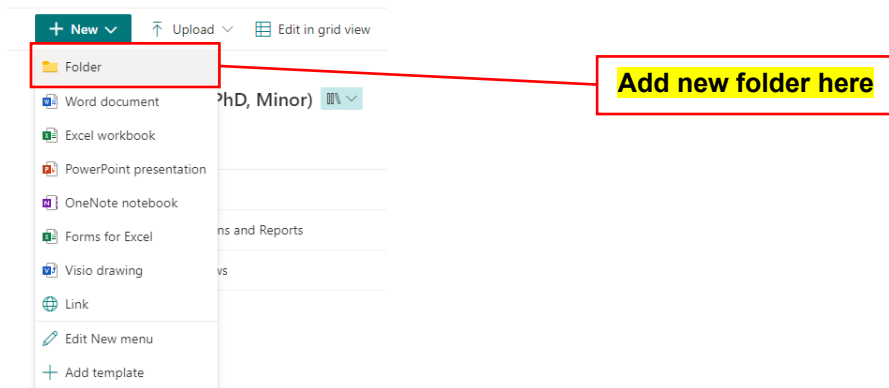 New
Upload
Edit in grid view
Folder
Add new folder here
Word document
PhD, Minor)
Excel workbook
PowerPoint presentation
OneNote notebook
Forms for Excel
ns and Reports
Visio drawing
ws
Link
Edit New menu
Add template